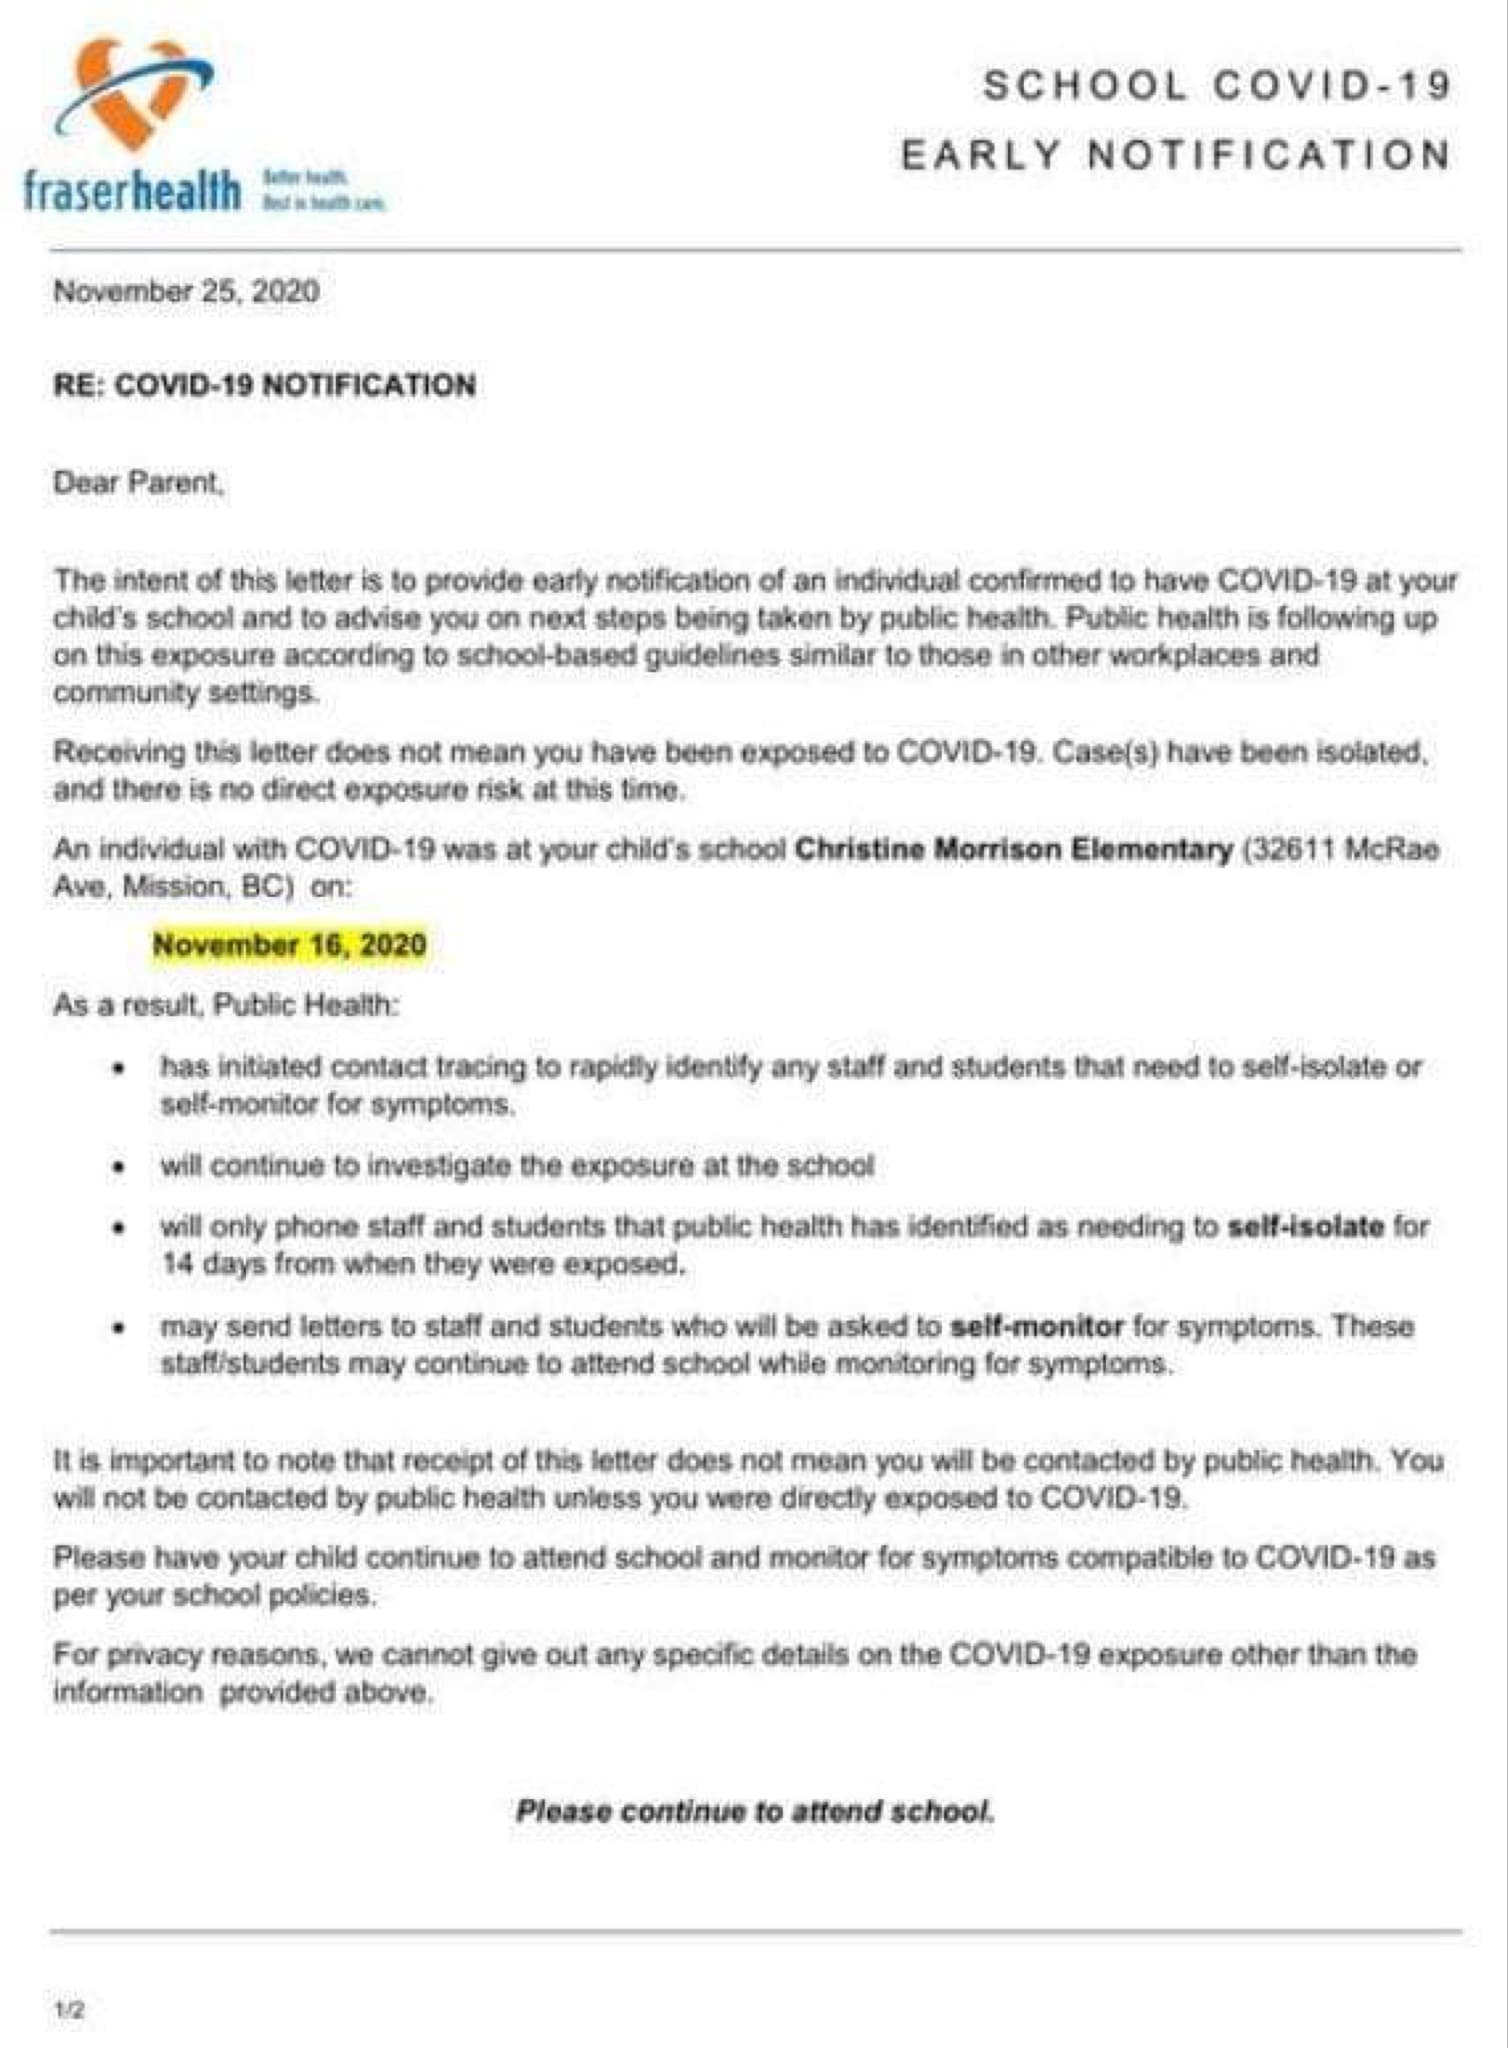 SCHOOL COVID-19
EARLY NOTIFICATION
fraserhealth
Better health.
Best in health care.
November 25, 2020
RE: COVID-19 NOTIFICATION
Dear Parent,
The intent of this letter is to provide early notification of an individual confirmed to have COVID-19 at your
child's school and to advise you on next steps being taken by public health. Public health is following up
on this exposure according to school-based guidelines similar to those in other workplaces and
community settings.
Receiving this letter does not mean you have been exposed to COVID-19. Case(s) have been isolated,
and there is no direct exposure risk at this time.
An individual with COVID-19 was at your child's school Christine Morrison Elementary (32611 McRae
Ave, Mission, BC) on:
November 16, 2020
As a result, Public Health:
• has initiated contact tracing to rapidly identify any staff and students that need to self-isolate or
self-monitor for symptoms.
• will continue to investigate the exposure at the school
• will only phone staff and students that public health has identified as needing to self-isolate for
14 days from when they were exposed.
• may send letters to staff and students who will be asked to self-monitor for symptoms. These
staff/students may continue to attend school while monitoring for symptoms.
It is important to note that receipt of this letter does not mean you will be contacted by public health. You
will not be contacted by public health unless you were directly exposed to COVID-19.
Please have your child continue to attend school and monitor for symptoms compatible to COVID-19 as
per your school policies.
For privacy reasons, we cannot give out any specific details on the COVID-19 exposure other than the
information provided above.
Please continue to attend school.
1/2